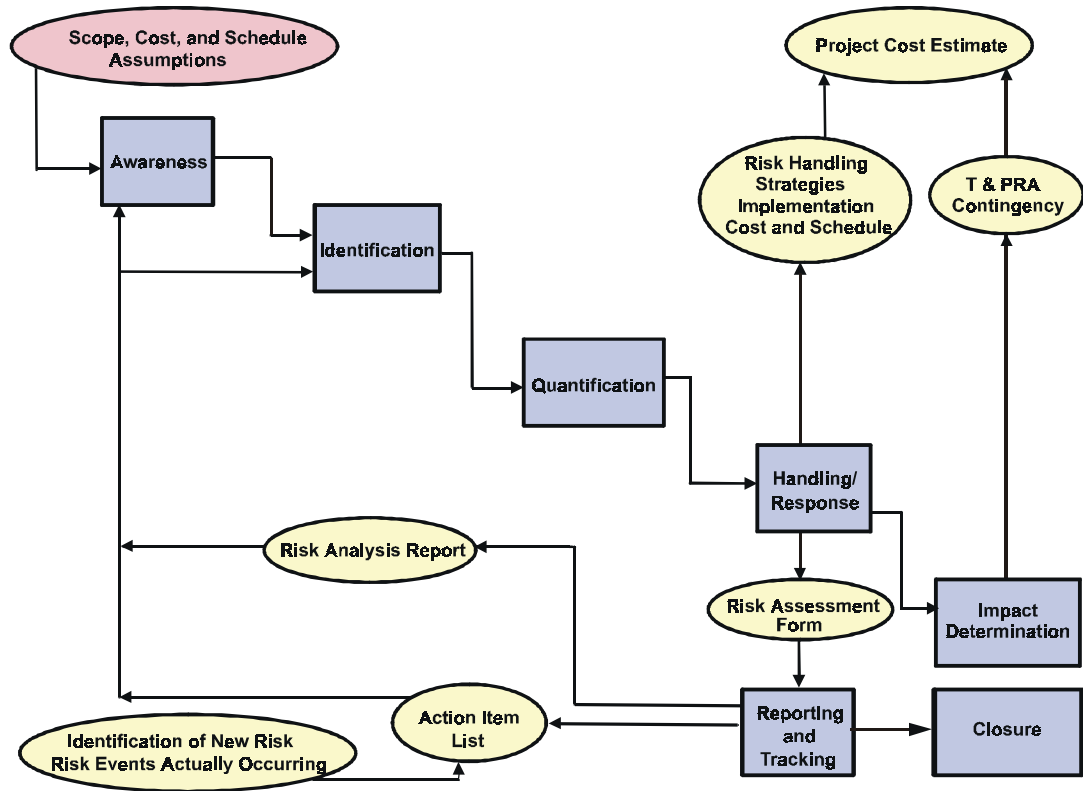 Scope, Cost, and Schedule
Assumptions
Project Cost Estimate
Awareness
Risk Handling
Strategies
Implementation
Cost and Schedule
T & PRA
Contingency
Identification
Quantification
Handling/
Response
Risk Analysis Report
Risk Assessment
Form
Impact
Determination
Action Item
List
Reporting
and
Tracking
Closure
Identification of New Risk
Risk Events Actually Occurring